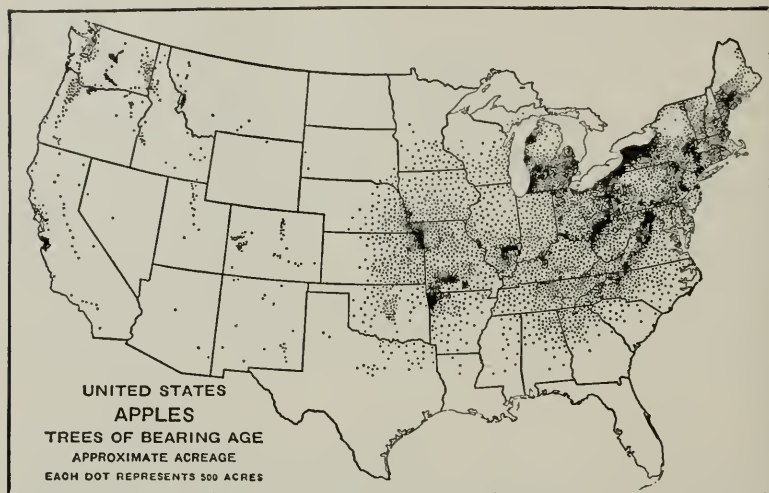 UNITED STATES
APPLES
TREES OF BEARING AGE
APPROXIMATE ACREAGE
EACH DOT REPRESENTS 500 ACRES